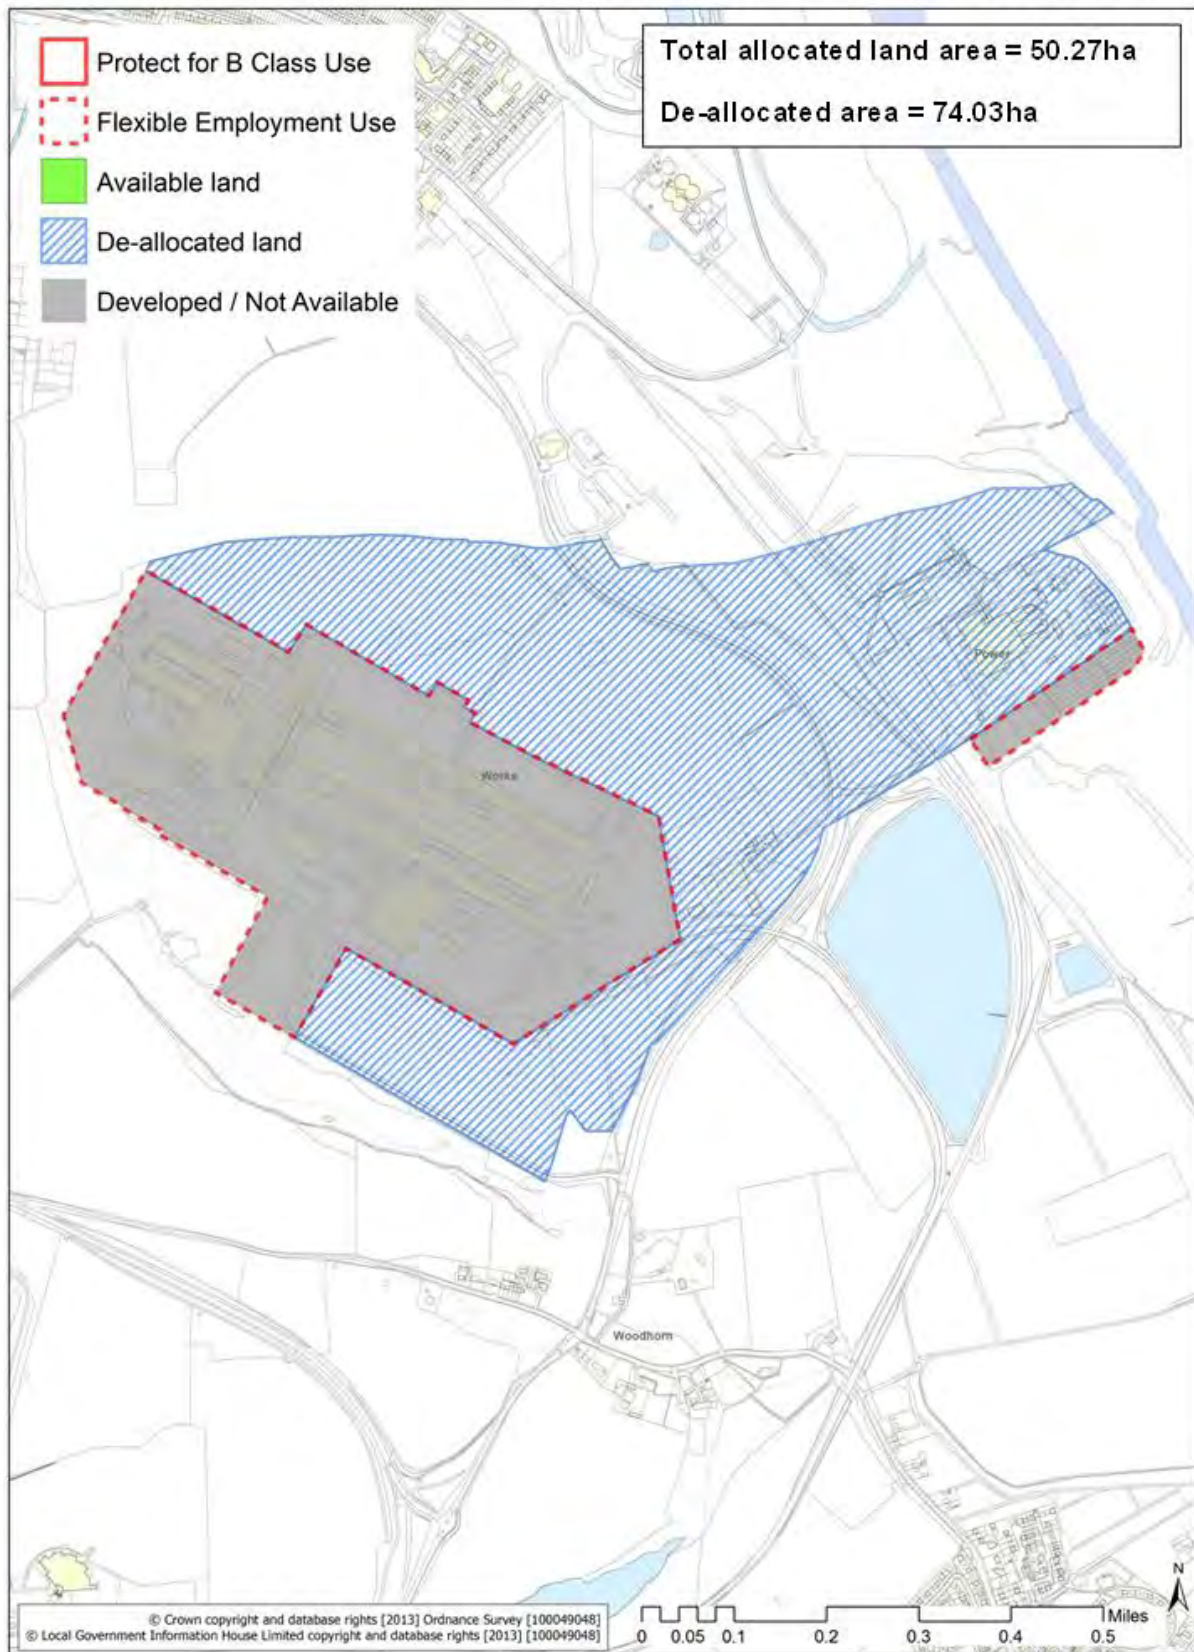 Protect for B Class Use
Flexible Employment Use
Available land
De-allocated land
Developed / Not Available
Total allocated land area = 50.27ha
De-allocated area = 74.03ha
Power
Works
Woodhorn
© Crown copyright and database rights [2013] Ordnance Survey [100049048]
© Local Government Information House Limited copyright and database rights [2013] [100049048]
N
Miles
0 0.05 0.1 0.2 0.3 0.4 0.5